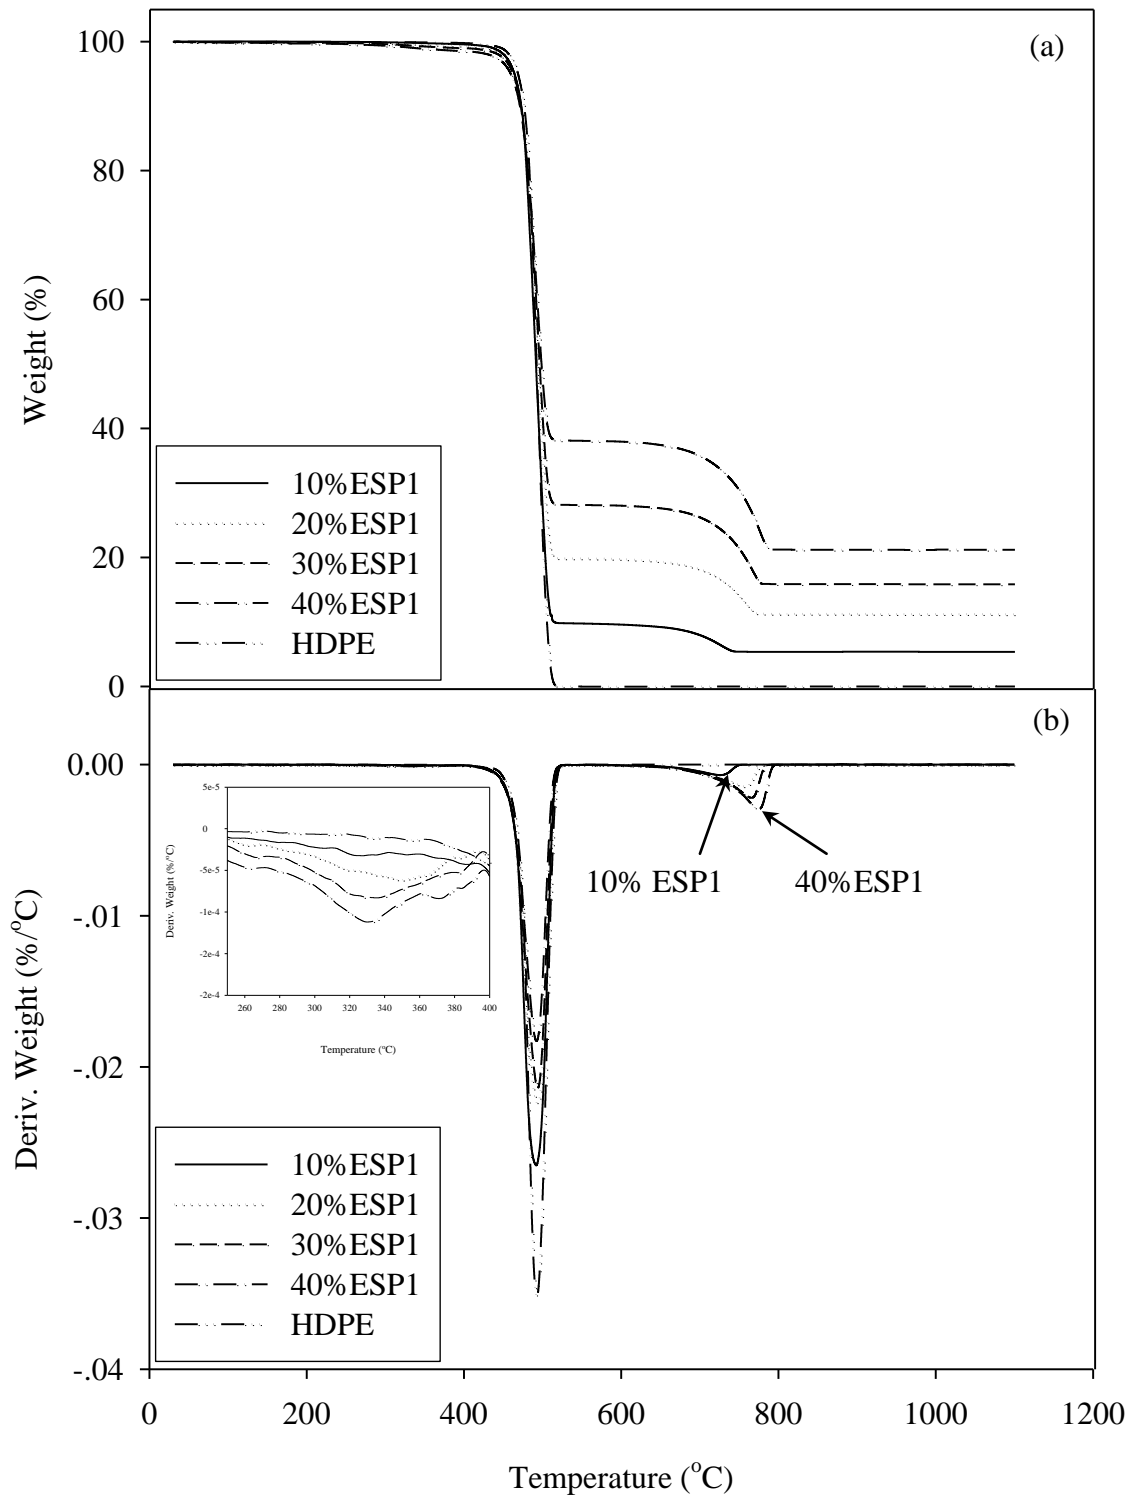 (a)
100
80
60
40
20
0
Weight (%)
10%ESP1
20%ESP1
30%ESP1
40%ESP1
HDPE
(b)
0.00
-.01
-.02
-.03
-.04
Deriv. Weight (%/°C)
5e-5
0
-5e-5
-1e-4
-2e-4
-2e-4
Deriv. Weight (%/°C)
260 280 300 320 340 360 380 400
Temperature (°C)
10% ESP1
40%ESP1
10%ESP1
20%ESP1
30%ESP1
40%ESP1
HDPE
0 200 400 600 800 1000 1200
Temperature (°C)